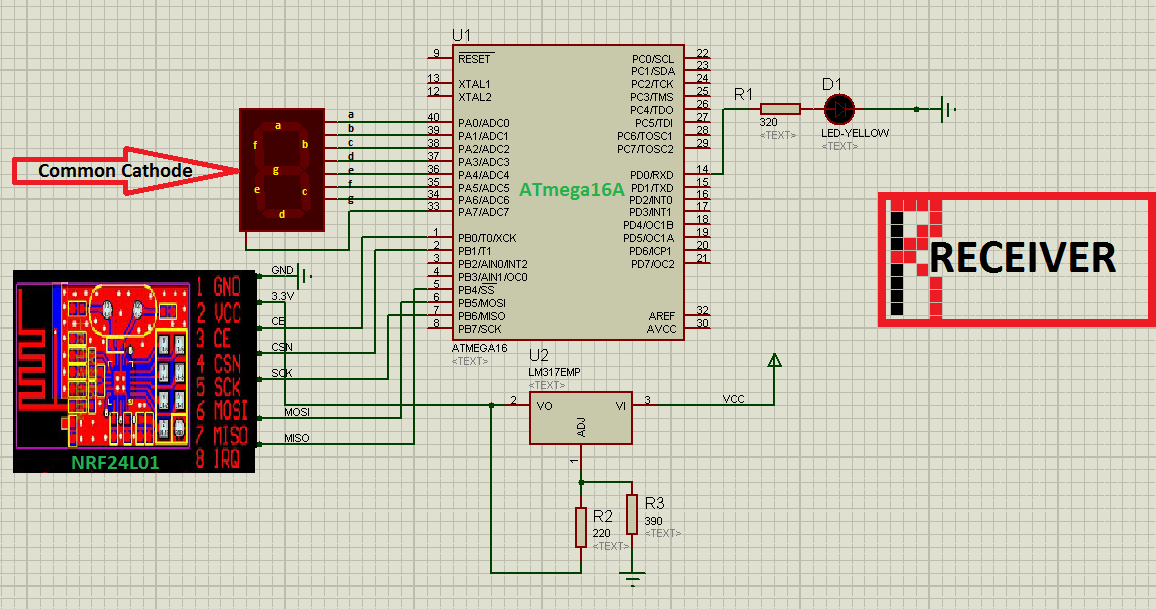 U1
9 RESET
13 XTAL1
12 XTAL2
40 PA0/ADC0
39 PA1/ADC1
38 PA2/ADC2
37 PA3/ADC3
36 PA4/ADC4
35 PA5/ADC5
34 PA6/ADC6
33 PA7/ADC7
1 PB0/T0/XCK
2 PB1/T1
3 PB2/AIN0/INT2
4 PB3/AIN1/OC0
5 PB4/SS
6 PB5/MOSI
7 PB6/MISO
8 PB7/SCK
PC0/SCL 22
PC1/SDA 23
PC2/TCK 24
PC3/TMS 25
PC4/TDO 26
PC5/TDI 27
PC6/TOSC1 28
PC7/TOSC2 29
PD0/RXD 14
PD1/TXD 15
PD2/INT0 16
PD3/INT1 17
PD4/OC1B 18
PD5/OC1A 19
PD6/ICP1 20
PD7/OC2 21
AREF 32
AVCC 30
ATmega16A
ATMEGA16
<TEXT>
R1
320
<TEXT>
D1
LED-YELLOW
<TEXT>
Common Cathode
a
f b
g
e c
d
a
b
c
d
e
f
g
R RECEIVER
GND
3.3V
CE
CSN
SCK
MOSI
MISO
1 GND
2 VCC
3 CE
4 CSN
5 SCK
6 MOSI
7 MISO
8 IRQ
NRF24L01
U2
LM317EMP
<TEXT>
2 VO VI 3
ADJ
1
VCC
R2
220
<TEXT>
R3
390
<TEXT>